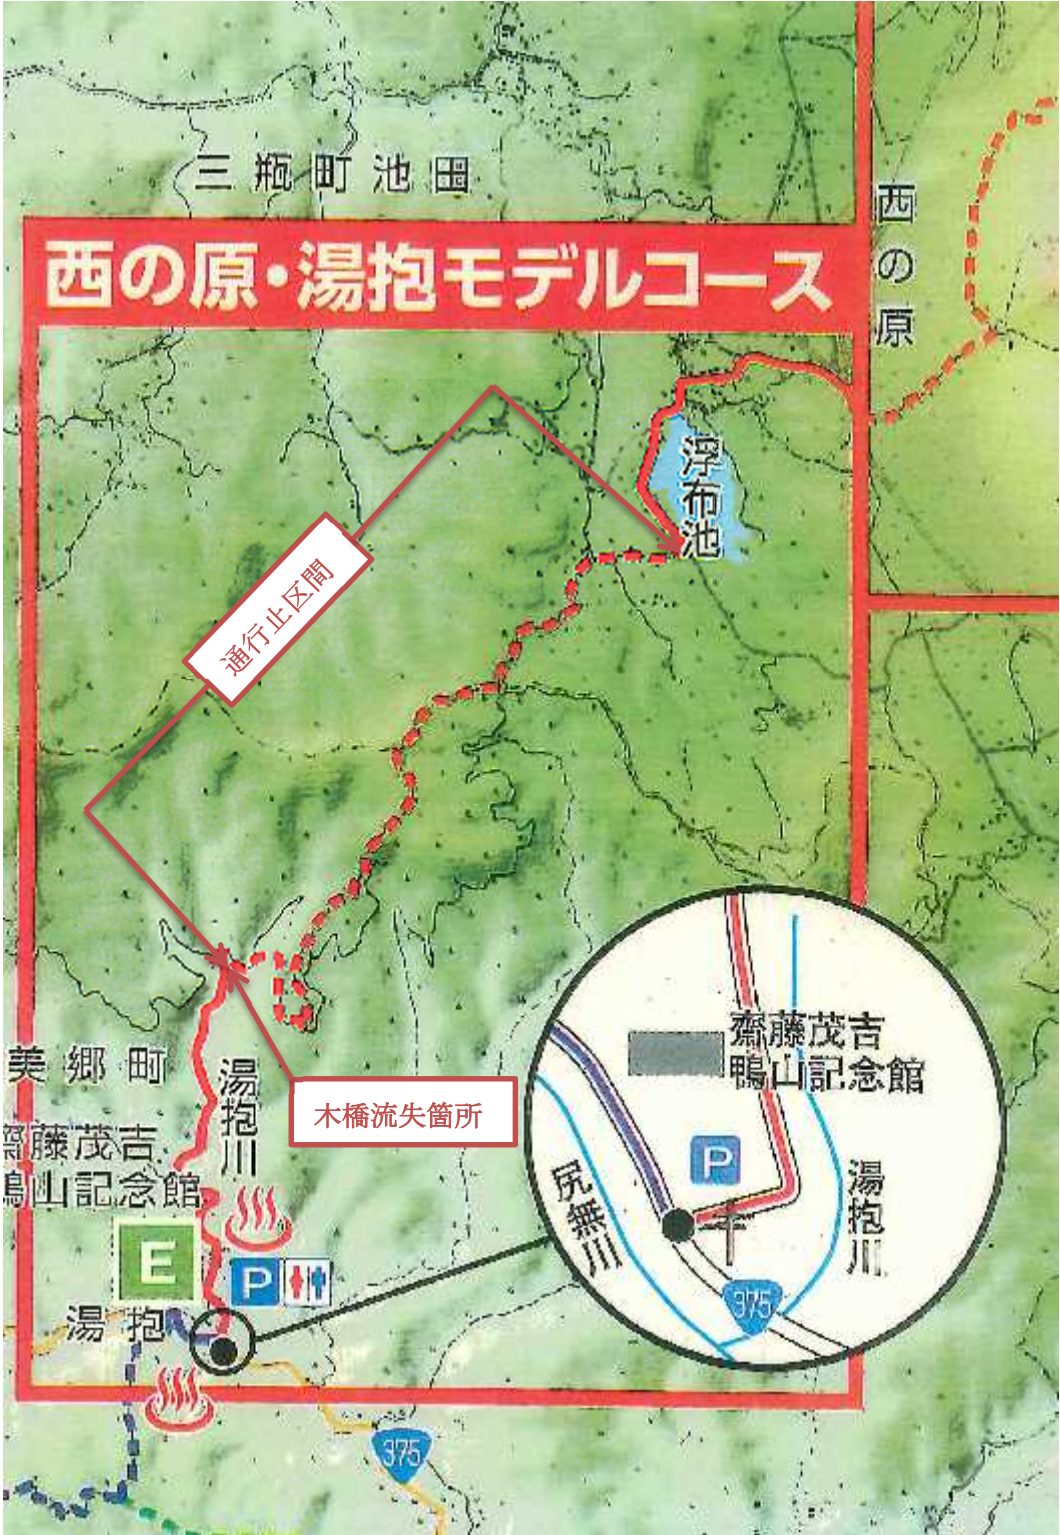 三瓶町池田
西の原
西の原・湯抱モデルコース
浮布池
通行止区間
木橋流失箇所
美郷町
湯抱川
齋藤茂吉
鴨山記念館
E
P
湯抱
375
齋藤茂吉
鴨山記念館
P
尻無川
湯抱川
375